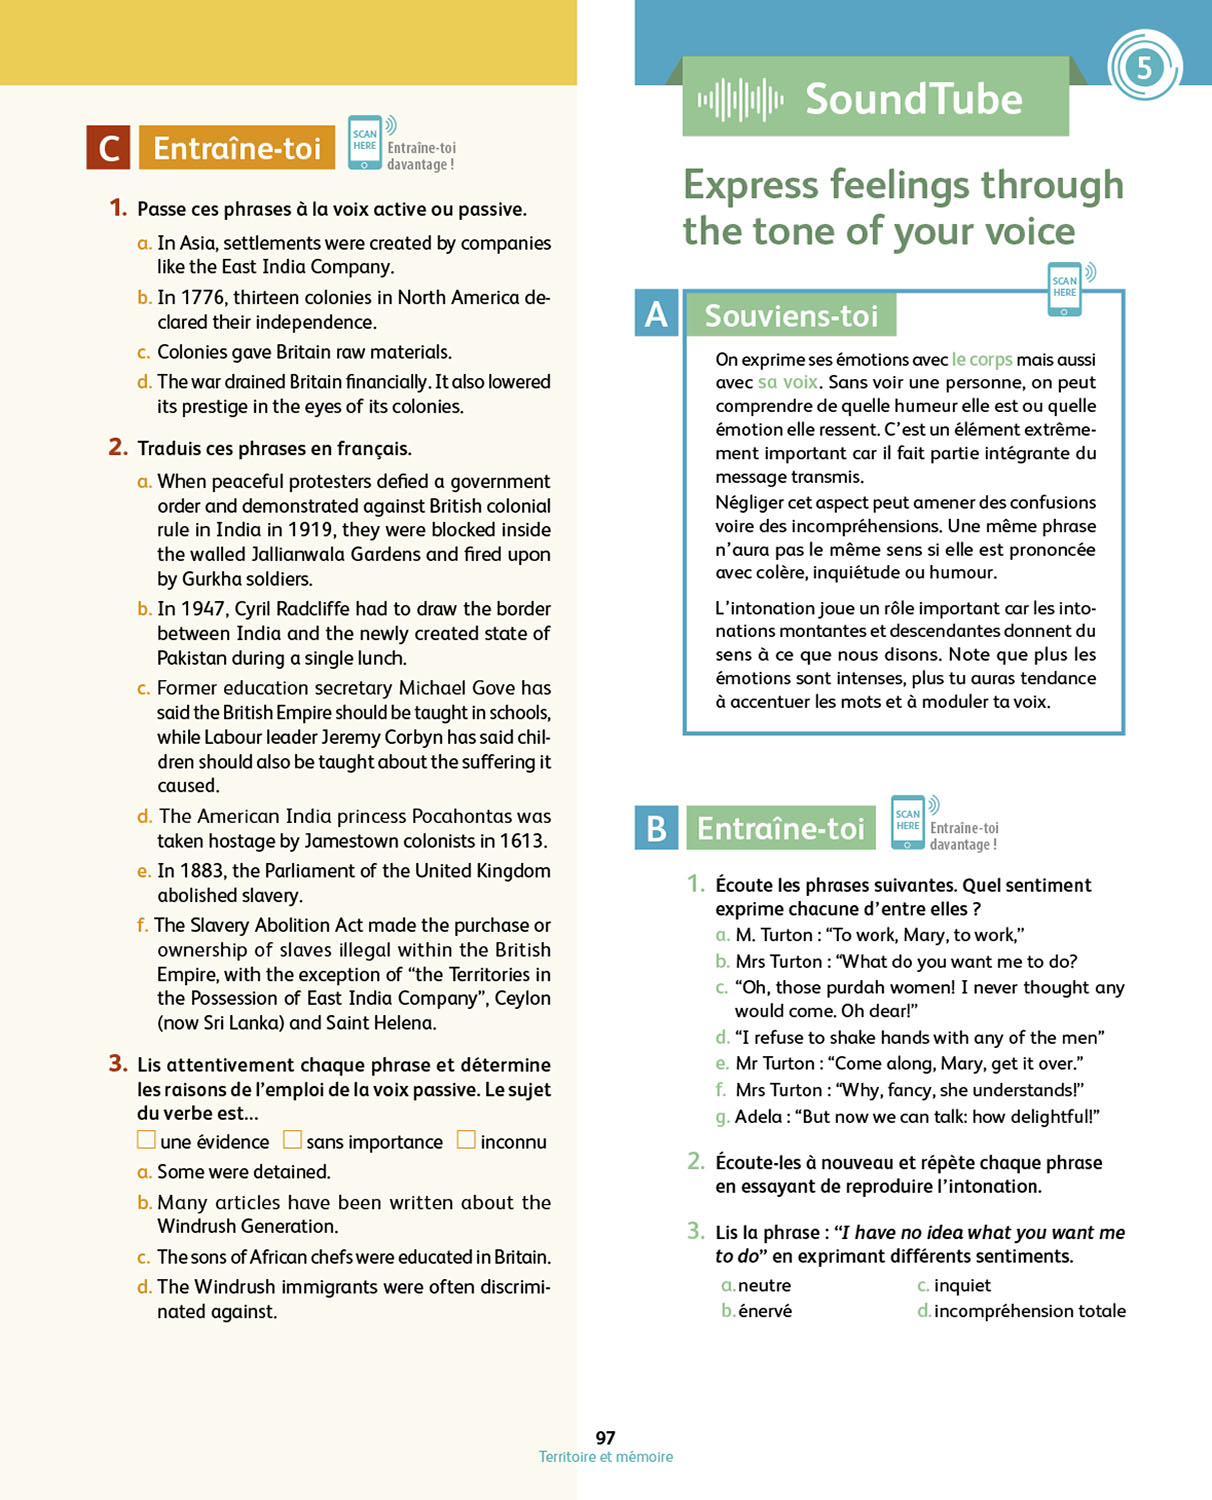 C Entraîne-toi
SCAN
HERE
Entraîne-toi
davantage !
1. Passe ces phrases à la voix active ou passive.
a. In Asia, settlements were created by companies
like the East India Company.
b. In 1776, thirteen colonies in North America de-
clared their independence.
c. Colonies gave Britain raw materials.
d. The war drained Britain financially. It also lowered
its prestige in the eyes of its colonies.
2. Traduis ces phrases en français.
a. When peaceful protesters defied a government
order and demonstrated against British colonial
rule in India in 1919, they were blocked inside
the walled Jallianwala Gardens and fired upon
by Gurkha soldiers.
b. In 1947, Cyril Radcliffe had to draw the border
between India and the newly created state of
Pakistan during a single lunch.
c. Former education secretary Michael Gove has
said the British Empire should be taught in schools,
while Labour leader Jeremy Corbyn has said chil-
dren should also be taught about the suffering it
caused.
d. The American India princess Pocahontas was
taken hostage by Jamestown colonists in 1613.
e. In 1883, the Parliament of the United Kingdom
abolished slavery.
f. The Slavery Abolition Act made the purchase or
ownership of slaves illegal within the British
Empire, with the exception of “the Territories in
the Possession of East India Company”, Ceylon
(now Sri Lanka) and Saint Helena.
3. Lis attentivement chaque phrase et détermine
les raisons de l’emploi de la voix passive. Le sujet
du verbe est...
une évidence sans importance inconnu
a. Some were detained.
b. Many articles have been written about the
Windrush Generation.
c. The sons of African chefs were educated in Britain.
d. The Windrush immigrants were often discrimi-
nated against.
5
SoundTube
Express feelings through
the tone of your voice
SCAN
HERE
A Souviens-toi
On exprime ses émotions avec le corps mais aussi
avec sa voix. Sans voir une personne, on peut
comprendre de quelle humeur elle est ou quelle
émotion elle ressent. C’est un élément extrême-
ment important car il fait partie intégrante du
message transmis.
Négliger cet aspect peut amener des confusions
voire des incompréhensions. Une même phrase
n’aura pas le même sens si elle est prononcée
avec colère, inquiétude ou humour.
L’intonation joue un rôle important car les into-
nations montantes et descendantes donnent du
sens à ce que nous disons. Note que plus les
émotions sont intenses, plus tu auras tendance
à accentuer les mots et à moduler ta voix.
B Entraîne-toi
SCAN
HERE
Entraîne-toi
davantage !
1. Écoute les phrases suivantes. Quel sentiment
exprime chacune d’entre elles ?
a. M. Turton : “To work, Mary, to work,”
b. Mrs Turton : “What do you want me to do?
c. “Oh, those purdah women! I never thought any
would come. Oh dear!”
d. “I refuse to shake hands with any of the men”
e. Mr Turton : “Come along, Mary, get it over.”
f. Mrs Turton : “Why, fancy, she understands!”
g. Adela : “But now we can talk: how delightful!”
2. Écoute-les à nouveau et répète chaque phrase
en essayant de reproduire l’intonation.
3. Lis la phrase : “I have no idea what you want me
to do” en exprimant différents sentiments.
a. neutre c. inquiet
b. énervé d. incompréhension totale
97
Territoire et mémoire